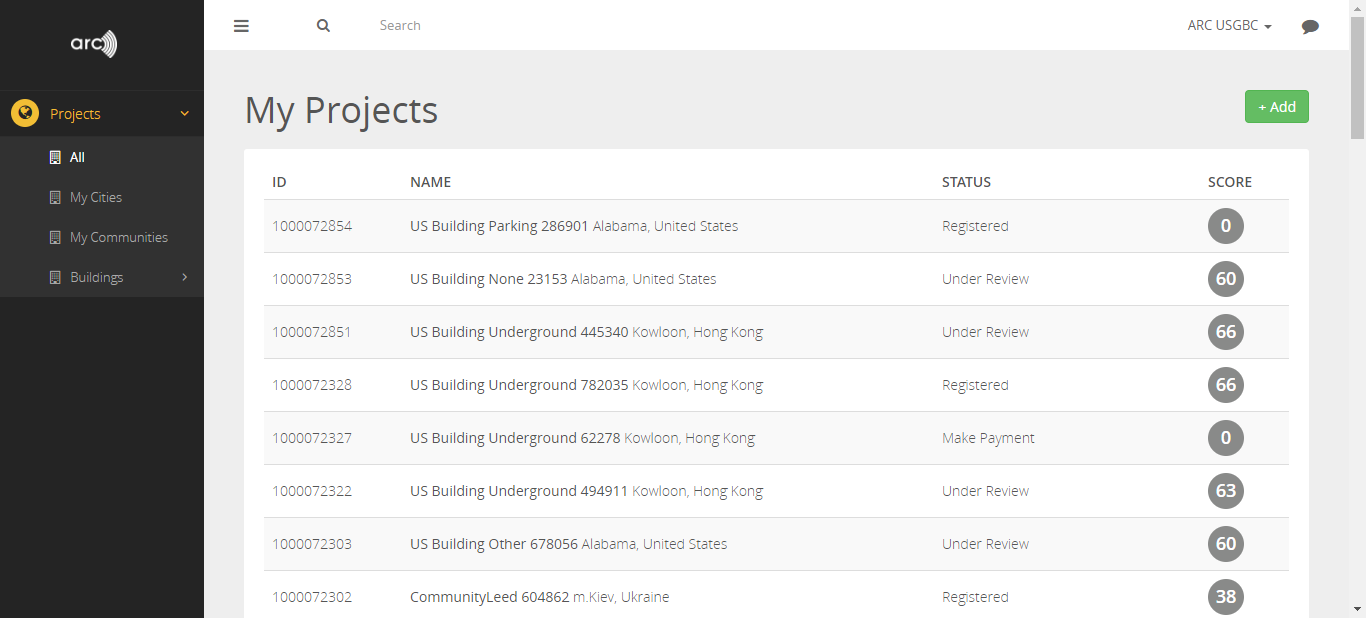 arc
Search
ARC USGBC
Projects
All
My Cities
My Communities
Buildings
My Projects
+ Add
ID NAME STATUS SCORE
1000072854 US Building Parking 286901 Alabama, United States Registered 0
1000072853 US Building None 23153 Alabama, United States Under Review 60
1000072851 US Building Underground 445340 Kowloon, Hong Kong Under Review 66
1000072328 US Building Underground 782035 Kowloon, Hong Kong Registered 66
1000072327 US Building Underground 62278 Kowloon, Hong Kong Make Payment 0
1000072322 US Building Underground 494911 Kowloon, Hong Kong Under Review 63
1000072303 US Building Other 678056 Alabama, United States Under Review 60
1000072302 CommunityLeed 604862 m.Kiev, Ukraine Registered 38